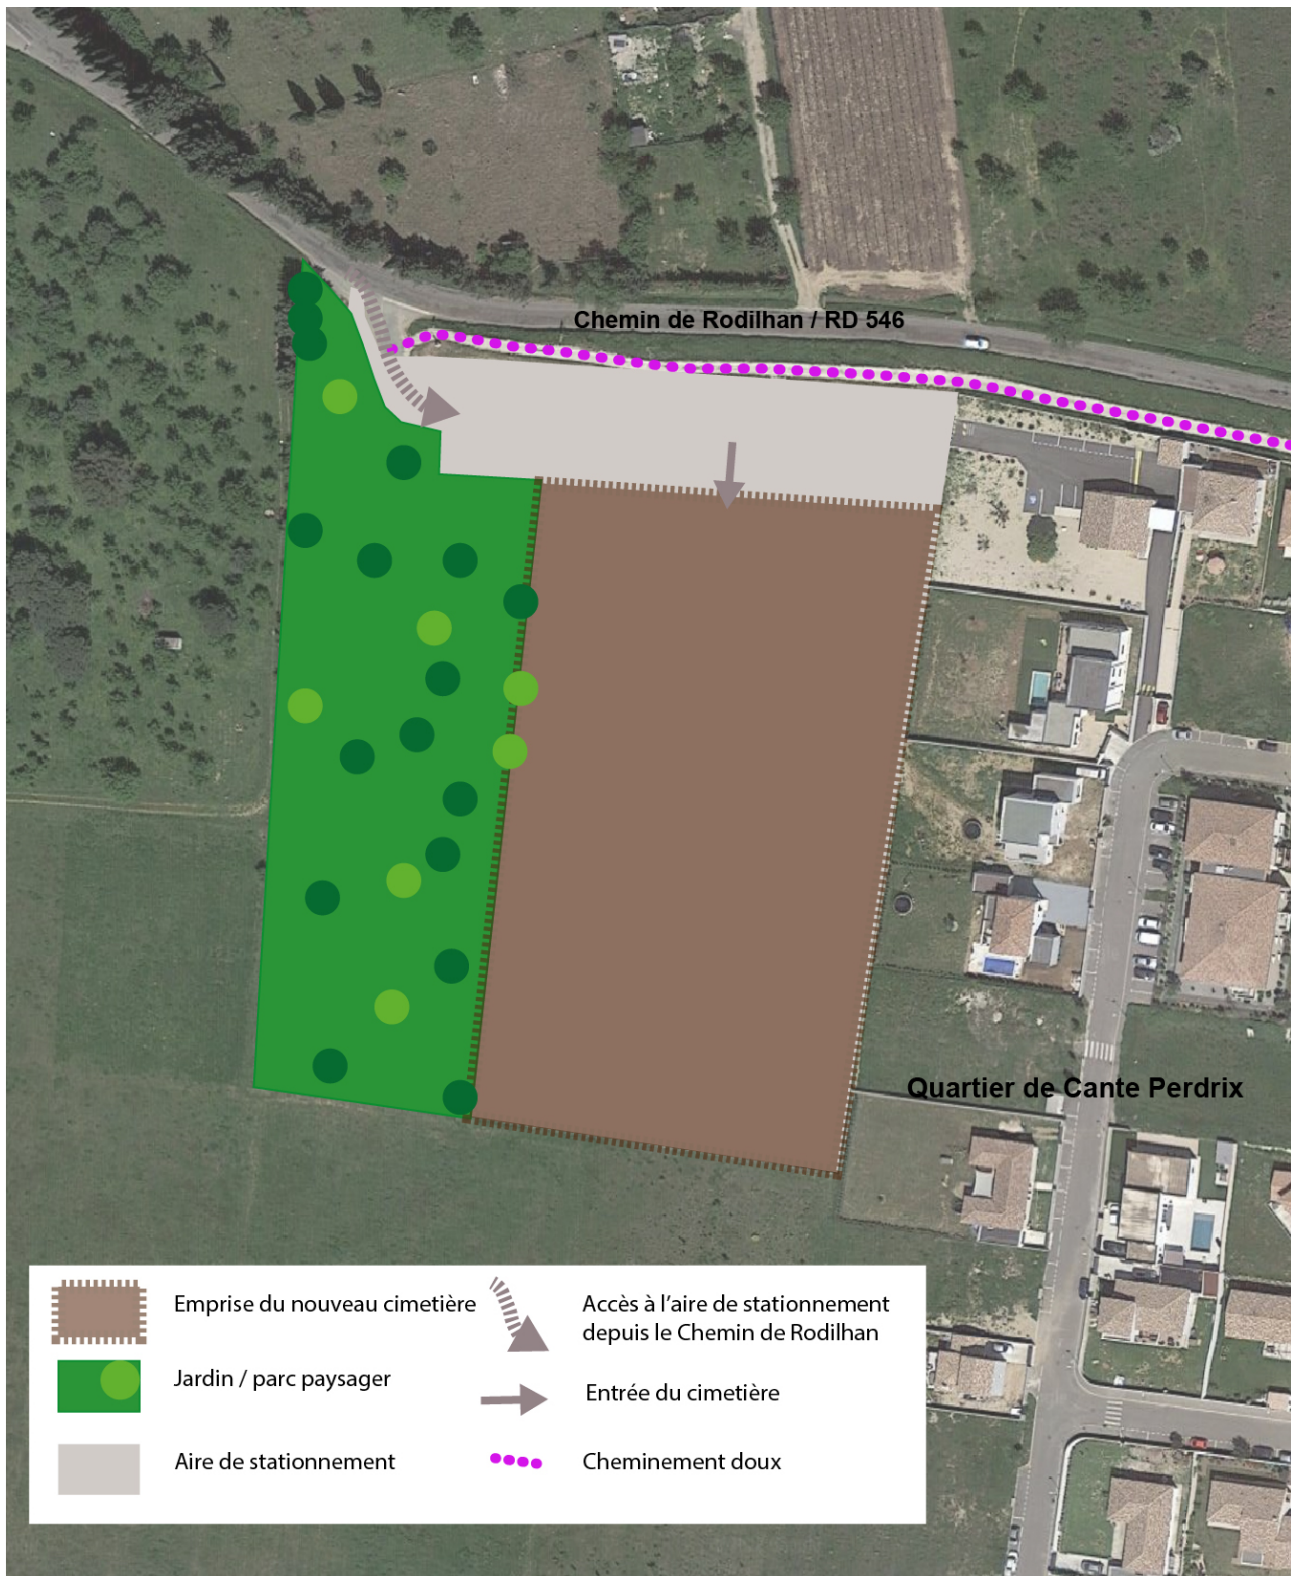 Chemin de Rodilhan / RD 546
Quartier de Cante Perdrix
Emprise du nouveau cimetière
Accès à l'aire de stationnement
depuis le Chemin de Rodilhan
Jardin / parc paysager
Entrée du cimetière
Aire de stationnement
Cheminement doux